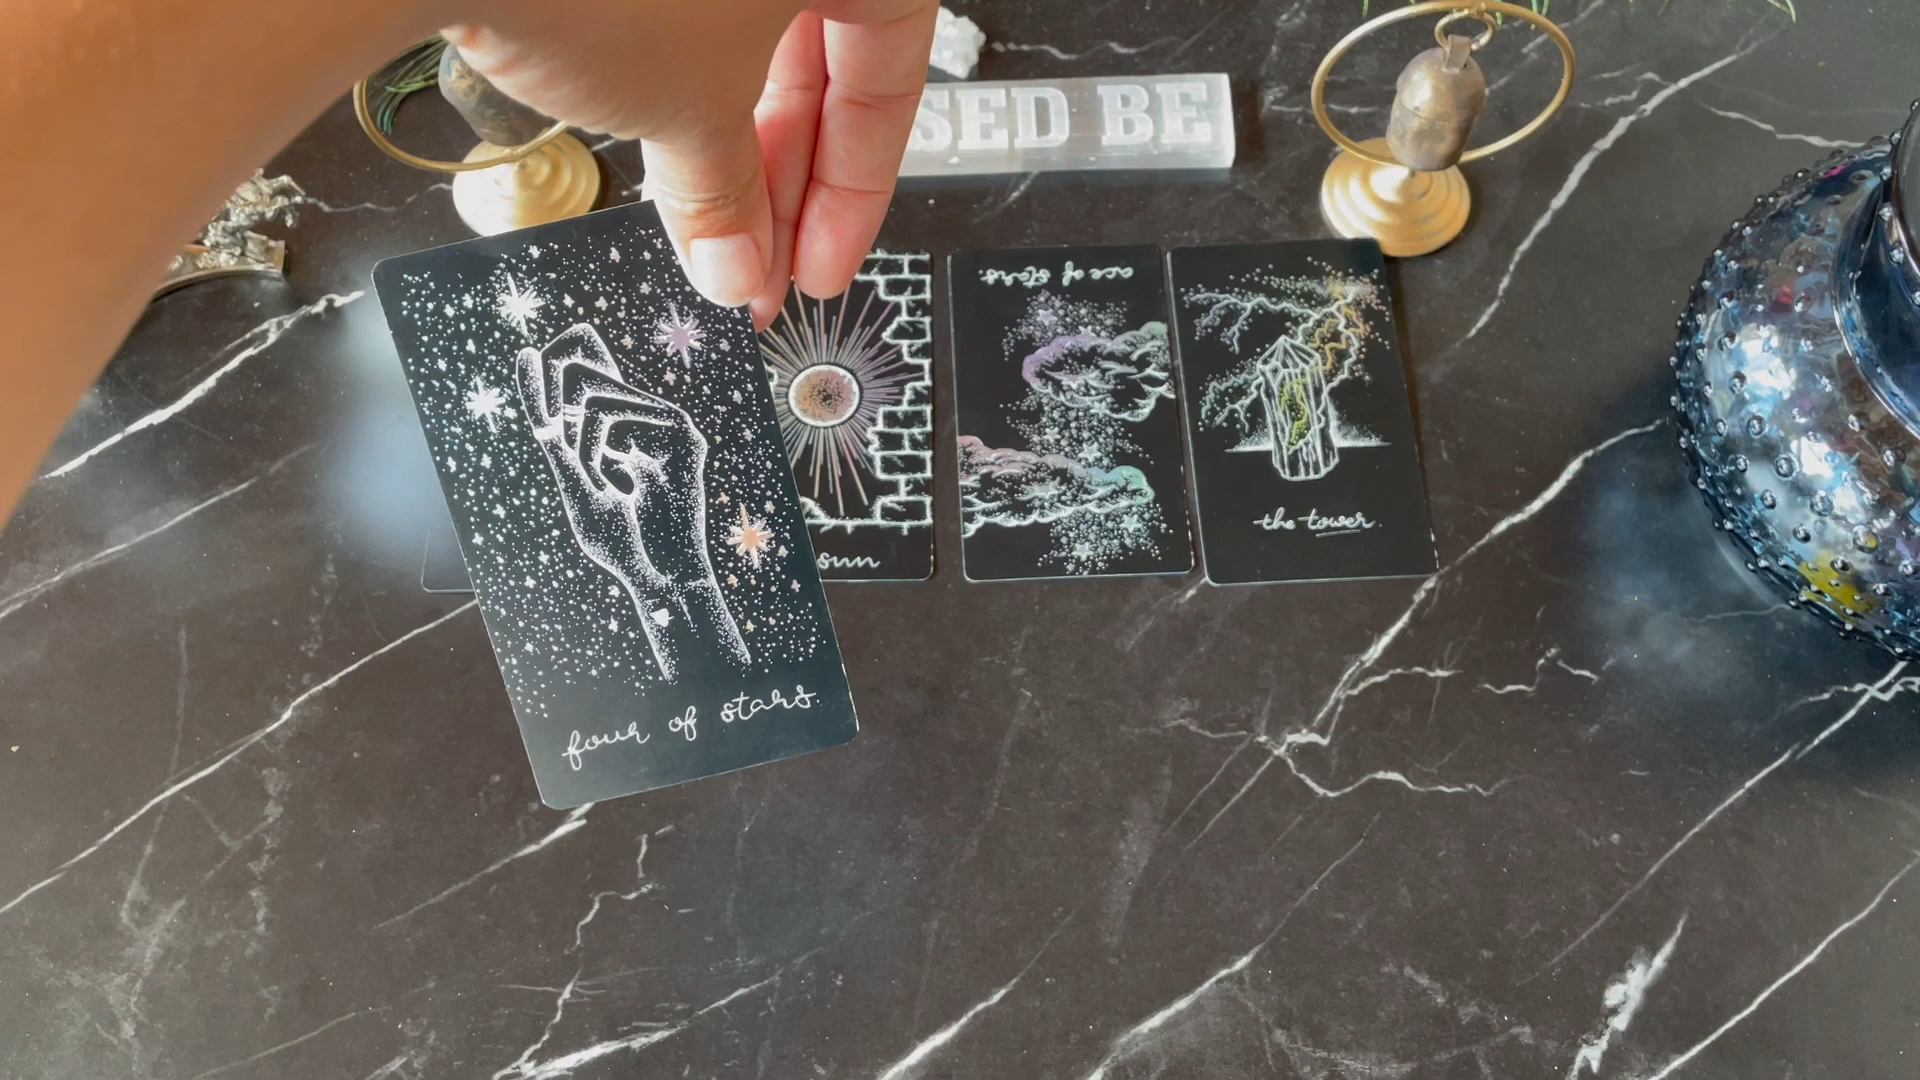 SED BE
ace of stars.
sun
the tower.
four of stars.